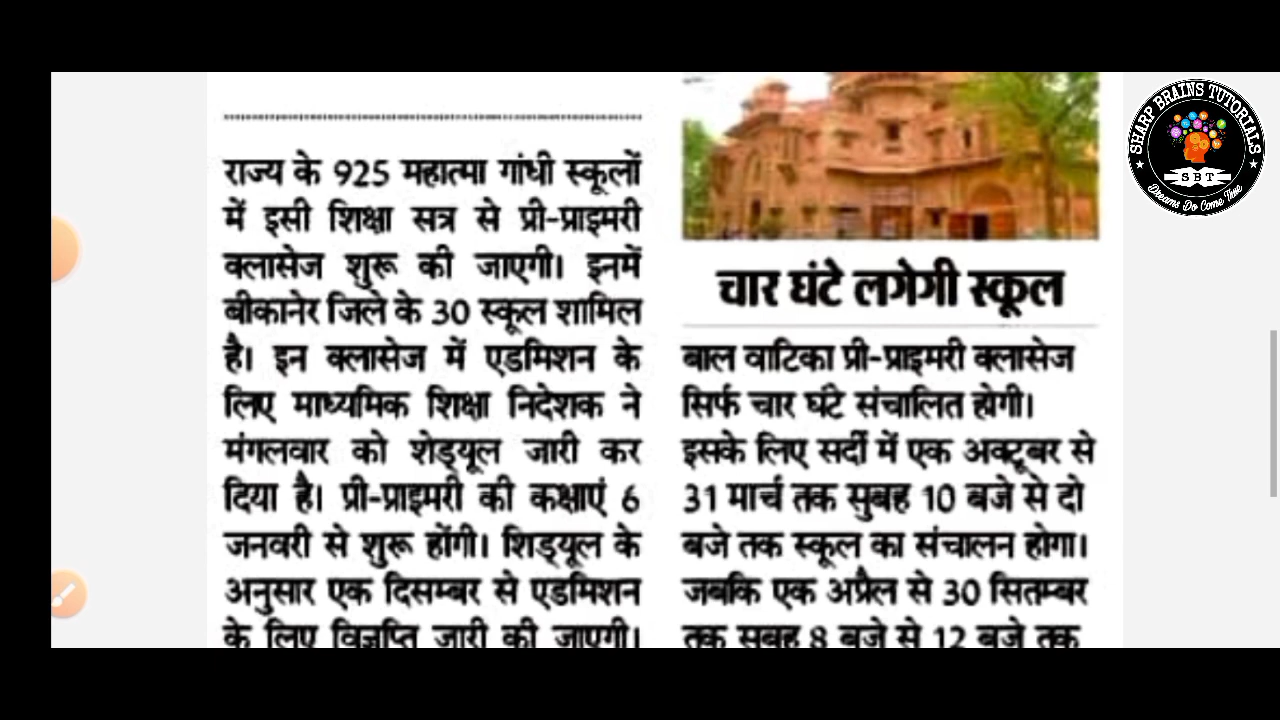 राज्य के 925 महात्मा गांधी स्कूलों
में इसी शिक्षा सत्र से प्री-प्राइमरी
क्लासेज शुरू की जाएगी। इनमें
बीकानेर जिले के 30 स्कूल शामिल
है। इन क्लासेज में एडमिशन के
लिए माध्यमिक शिक्षा निदेशक ने
मंगलवार को शेड्यूल जारी कर
दिया है। प्री-प्राइमरी की कक्षाएं 6
जनवरी से शुरू होंगी। शिड्यूल के
अनुसार एक दिसम्बर से एडमिशन
के लिए विज्ञप्ति जारी की जाएगी।
चार घंटे लगेगी स्कूल
बाल वाटिका प्री-प्राइमरी क्लासेज
सिर्फ चार घंटे संचालित होगी।
इसके लिए सर्दी में एक अक्टूबर से
31 मार्च तक सुबह 10 बजे से दो
बजे तक स्कूल का संचालन होगा।
जबकि एक अप्रैल से 30 सितम्बर
तक सुबह 8 बजे से 12 बजे तक
SHARP BRAINS TUTORIALS
SBT
Dreams Do Come True